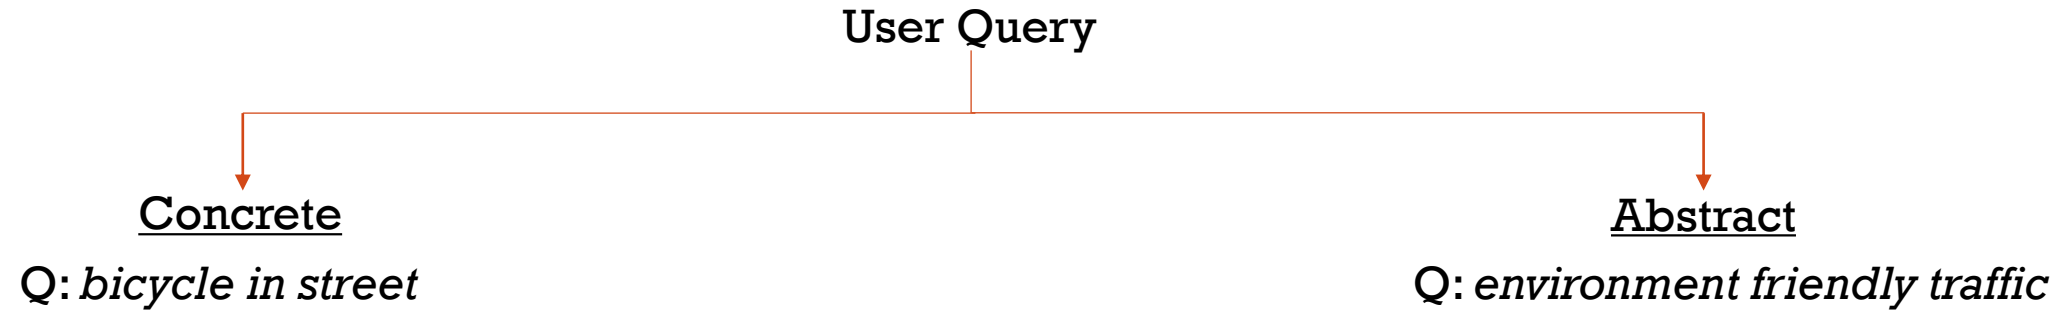 User Query
Concrete
Abstract
Q: bicycle in street
Q: environment friendly traffic